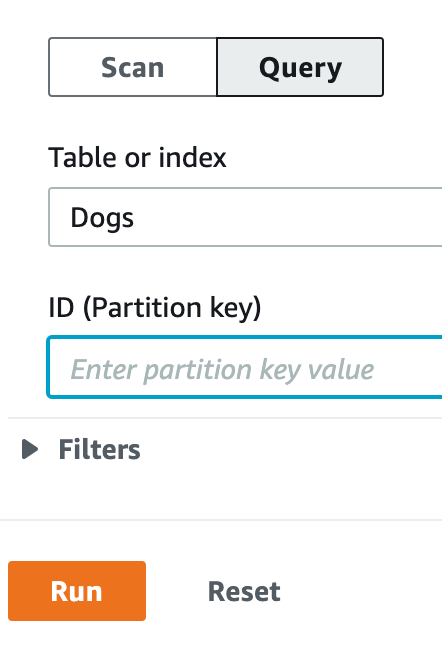 Scan Query
Table or index
Dogs
ID (Partition key)
Enter partition key value
Filters
Run Reset